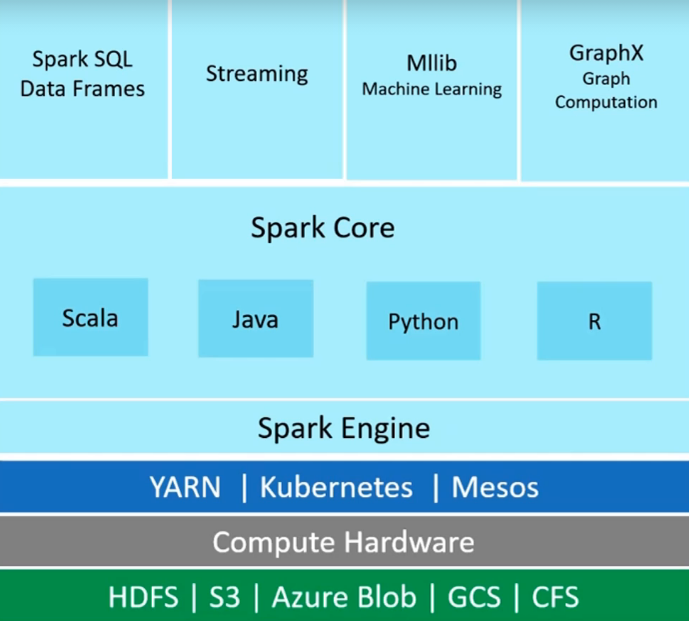 Spark SQL
Data Frames
Streaming
Mllib
Machine Learning
GraphX
Graph
Computation
Spark Core
Scala
Java
Python
R
Spark Engine
YARN | Kubernetes | Mesos
Compute Hardware
HDFS | S3 | Azure Blob | GCS | CFS